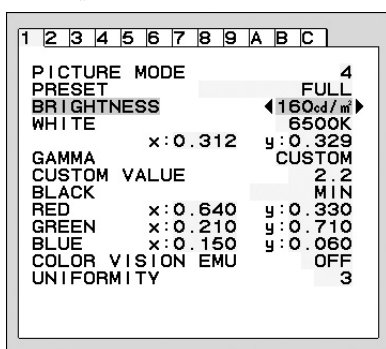 1 2 3 4 5 6 7 8 9 A B C
PICTURE MODE 4
PRESET FULL
BRIGHTNESS 160cd/㎡
WHITE 6500K
x:0.312 y:0.329
GAMMA CUSTOM
CUSTOM VALUE 2.2
BLACK MIN
RED x:0.640 y:0.330
GREEN x:0.210 y:0.710
BLUE x:0.150 y:0.060
COLOR VISION EMU OFF
UNIFORMITY 3